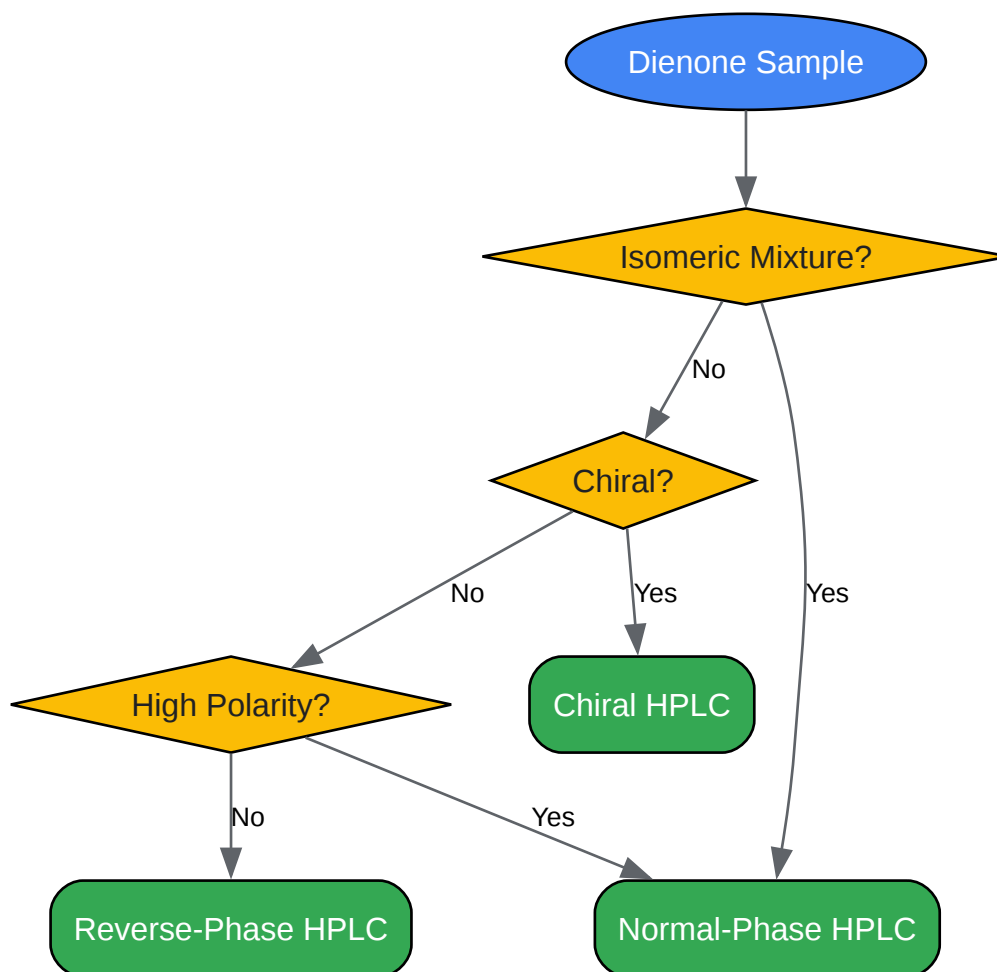 Dienone Sample
Isomeric Mixture?
No
Chiral?
No
Yes
Yes
High Polarity?
Chiral HPLC
No
Yes
Reverse-Phase HPLC
Normal-Phase HPLC